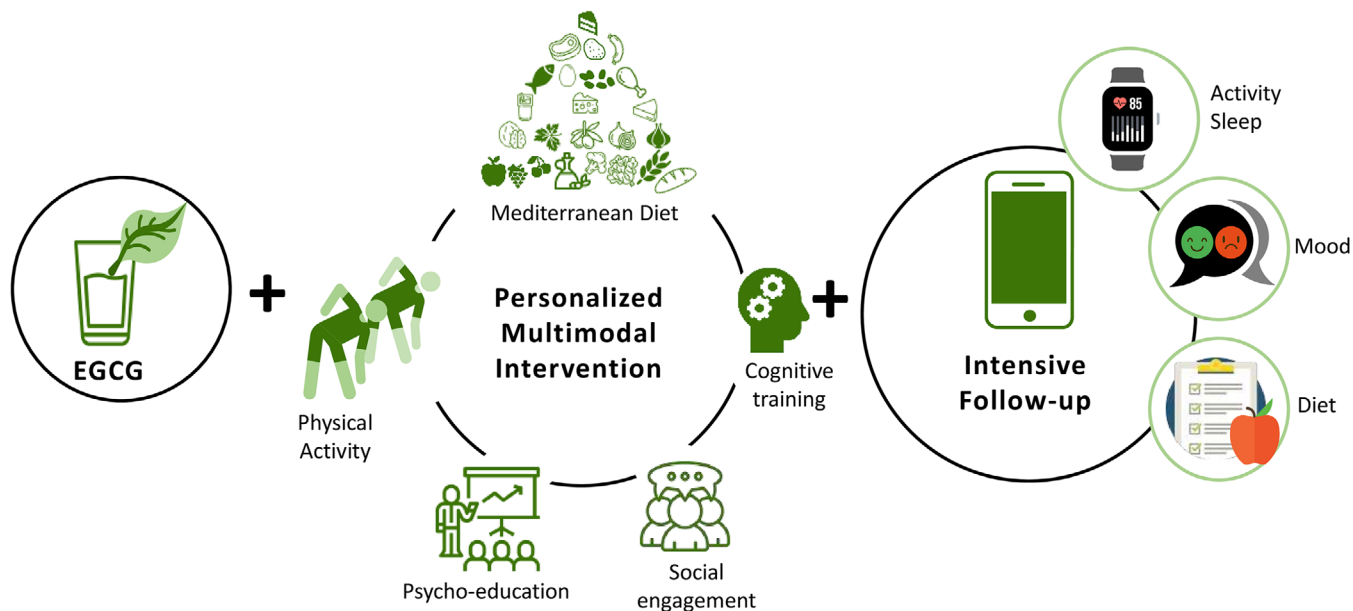 EGCG
+
Physical
Activity
Mediterranean Diet
Personalized
Multimodal
Intervention
Cognitive
training
Psycho-education
Social
engagement
+
Intensive
Follow-up
85
Activity
Sleep
Mood
Diet